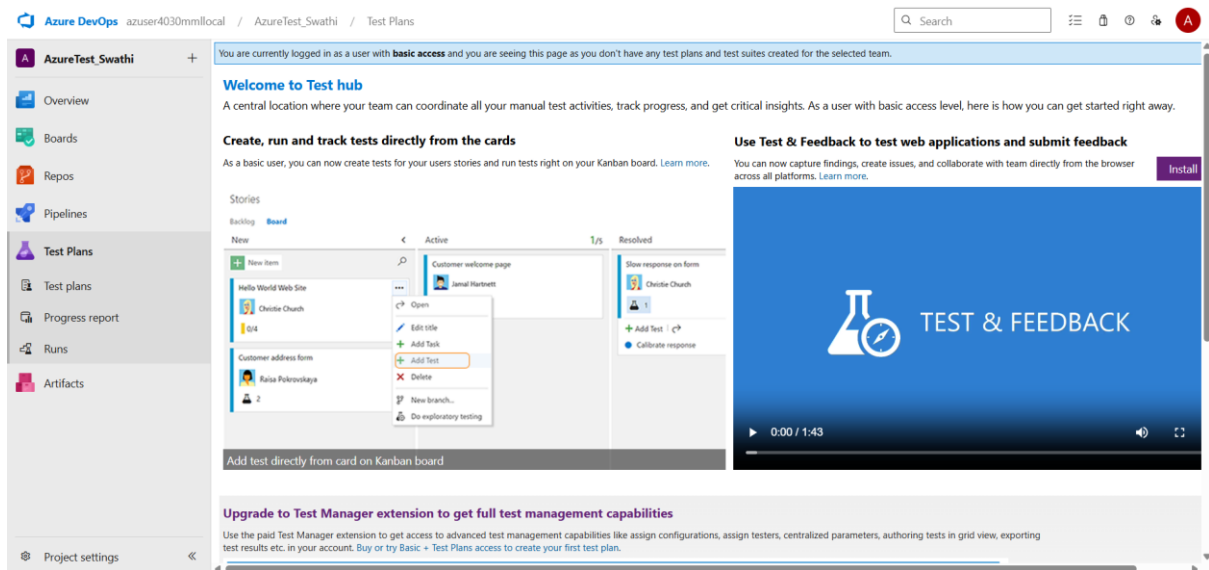 Azure DevOps azuser4030mmllocal / AzureTest_Swathi / Test Plans
Search
A
A AzureTest_Swathi +
Overview
Boards
Repos
Pipelines
Test Plans
Test plans
Progress report
Runs
Artifacts
Project settings
You are currently logged in as a user with basic access and you are seeing this page as you don't have any test plans and test suites created for the selected team.
Welcome to Test hub
A central location where your team can coordinate all your manual test activities, track progress, and get critical insights. As a user with basic access level, here is how you can get started right away.
Create, run and track tests directly from the cards
As a basic user, you can now create tests for your users stories and run tests right on your Kanban board. Learn more.
Stories
Backlog Board
New
Active 1/5
Resolved
New item
Hello World Web Site
Christie Church
0/4
Customer address form
Raisa Pokrovskaya
2
Open
Edit title
Add Task
Add Test
Delete
New branch...
Do exploratory testing
Customer welcome page
Jamal Hartnett
Slow response on form
Christie Church
1
Add Test
Calibrate response
Add test directly from card on Kanban board
Use Test & Feedback to test web applications and submit feedback
You can now capture findings, create issues, and collaborate with team directly from the browser
across all platforms. Learn more.
Install
TEST & FEEDBACK
0:00 / 1:43
Upgrade to Test Manager extension to get full test management capabilities
Use the paid Test Manager extension to get access to advanced test management capabilities like assign configurations, assign testers, centralized parameters, authoring tests in grid view, exporting
test results etc. in your account. Buy or try Basic + Test Plans access to create your first test plan.